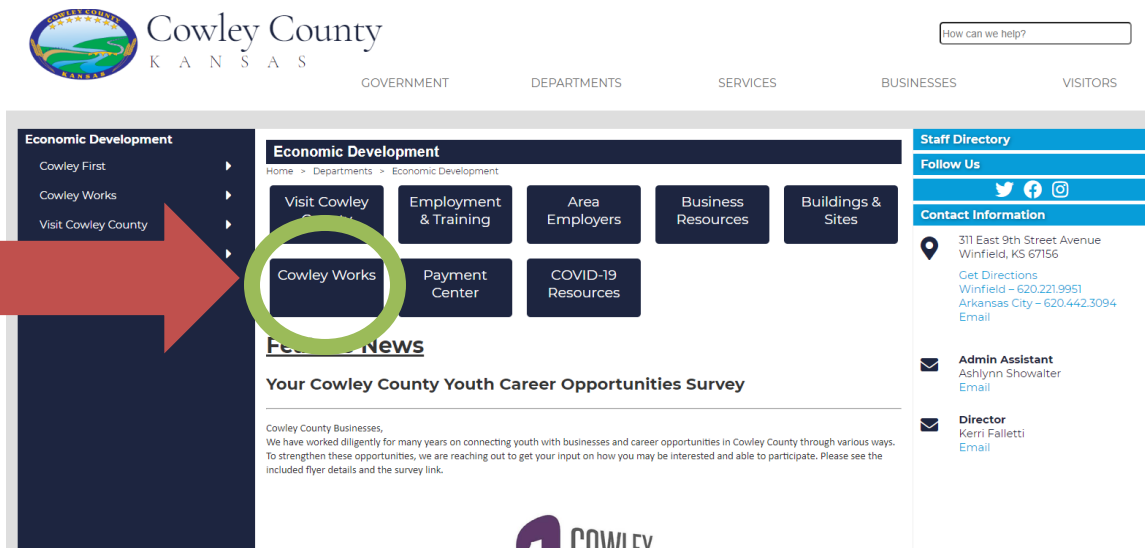 COWLEY COUNTY
KANSAS
Cowley County
KANSAS
How can we help?
GOVERNMENT
DEPARTMENTS
SERVICES
BUSINESSES
VISITORS
Economic Development
Cowley First
Cowley Works
Visit Cowley County
Economic Development
Home > Departments > Economic Development
Visit Cowley
Employment
& Training
Area
Employers
Business
Resources
Buildings &
Sites
Cowley Works
Payment
Center
COVID-19
Resources
News
Your Cowley County Youth Career Opportunities Survey
Cowley County Businesses,
We have worked diligently for many years on connecting youth with businesses and career opportunities in Cowley County through various ways.
To strengthen these opportunities, we are reaching out to get your input on how you may be interested and able to participate. Please see the
included flyer details and the survey link.
COWLEY
Staff Directory
Follow Us
Contact Information
311 East 9th Street Avenue
Winfield, KS 67156
Get Directions
Winfield – 620.221.9951
Arkansas City – 620.442.3094
Email
Admin Assistant
Ashlynn Showalter
Email
Director
Kerri Falletti
Email